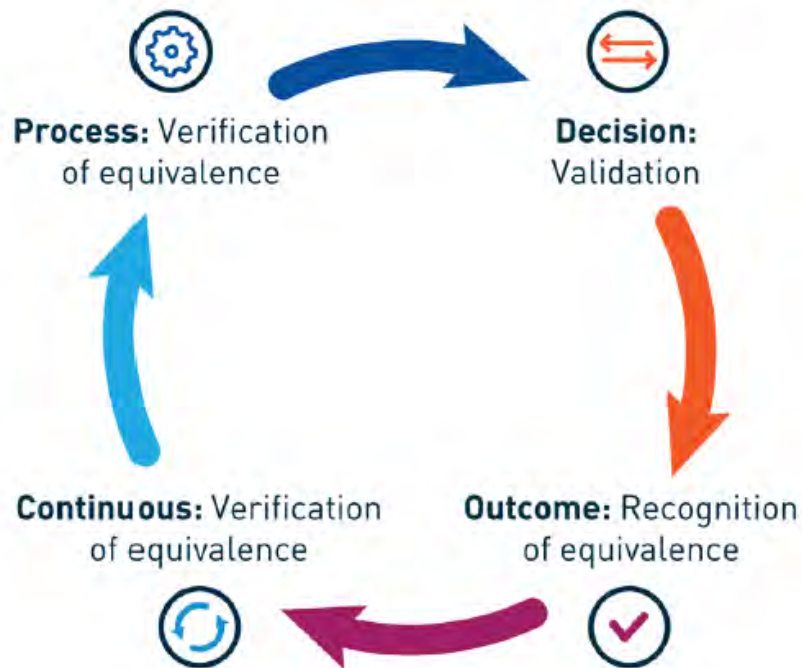 Process: Verification
of equivalence
Decision:
Validation
Continuous: Verification
of equivalence
Outcome: Recognition
of equivalence